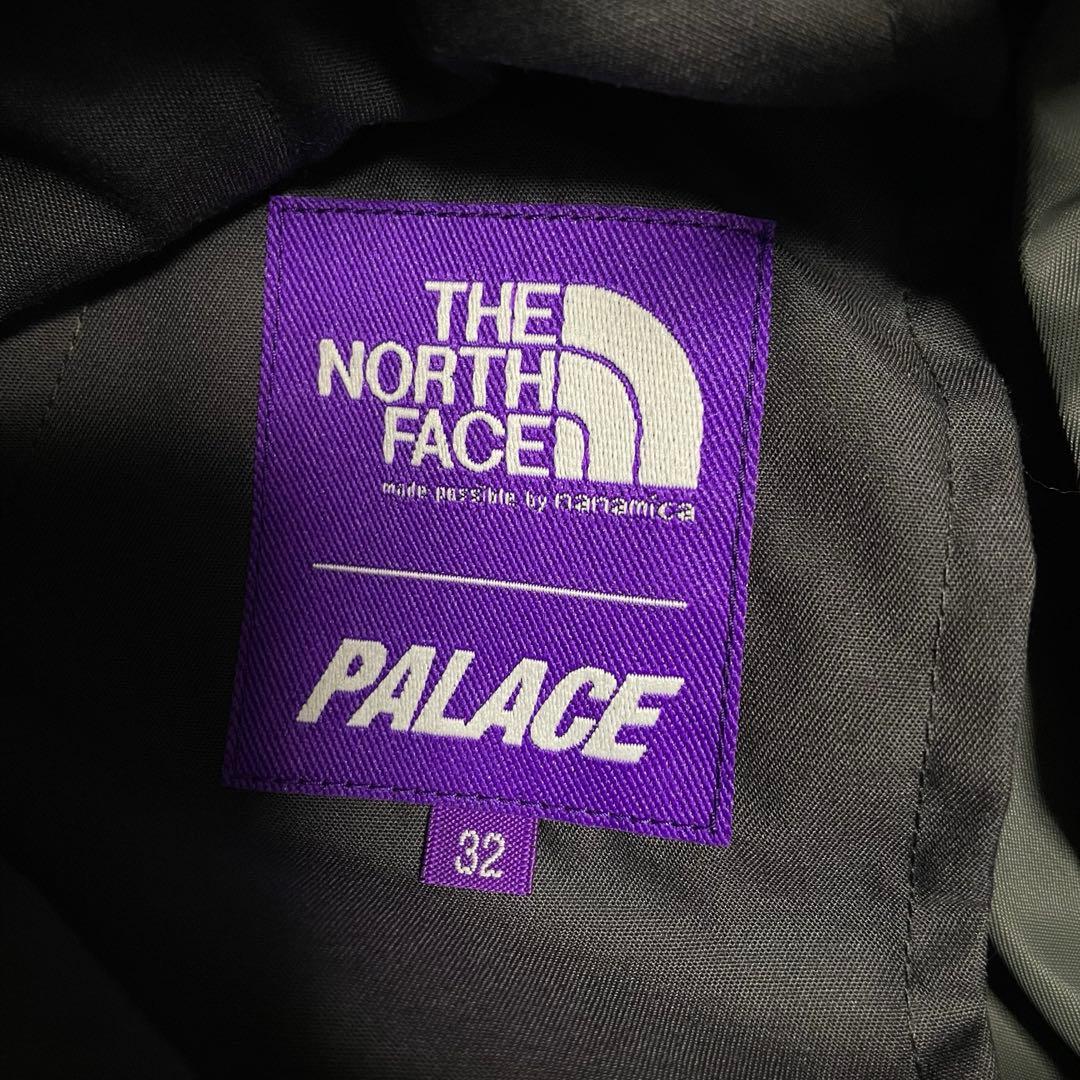 THE
NORTH
FACE
made possible by nanamica
PALACE
32